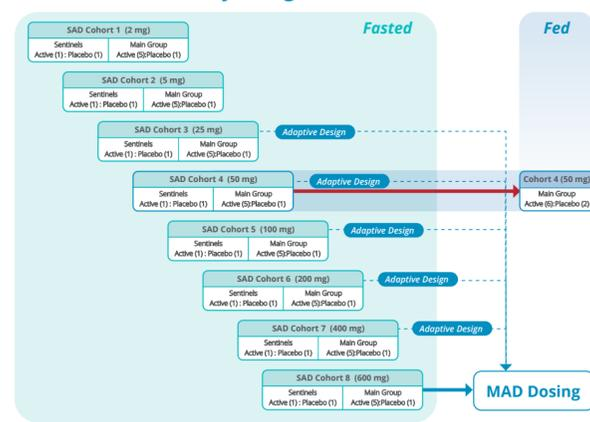 Fasted
Fed
SAD Cohort 1 (2 mg)
Sentinels
Active (1) : Placebo (1)
Main Group
Active (5):Placebo (1)
SAD Cohort 2 (5 mg)
Sentinels
Active (1) : Placebo (1)
Main Group
Active (5):Placebo (1)
SAD Cohort 3 (25 mg)
Sentinels
Active (1) : Placebo (1)
Main Group
Active (5):Placebo (1)
Adaptive Design
SAD Cohort 4 (50 mg)
Sentinels
Active (1) : Placebo (1)
Main Group
Active (5):Placebo (1)
Adaptive Design
Cohort 4 (50 mg)
Main Group
Active (6):Placebo (2)
SAD Cohort 5 (100 mg)
Sentinels
Active (1) : Placebo (1)
Main Group
Active (5):Placebo (1)
Adaptive Design
SAD Cohort 6 (200 mg)
Sentinels
Active (1) : Placebo (1)
Main Group
Active (5):Placebo (1)
Adaptive Design
SAD Cohort 7 (400 mg)
Sentinels
Active (1) : Placebo (1)
Main Group
Active (5):Placebo (1)
Adaptive Design
SAD Cohort 8 (600 mg)
Sentinels
Active (1) : Placebo (1)
Main Group
Active (5):Placebo (1)
MAD Dosing